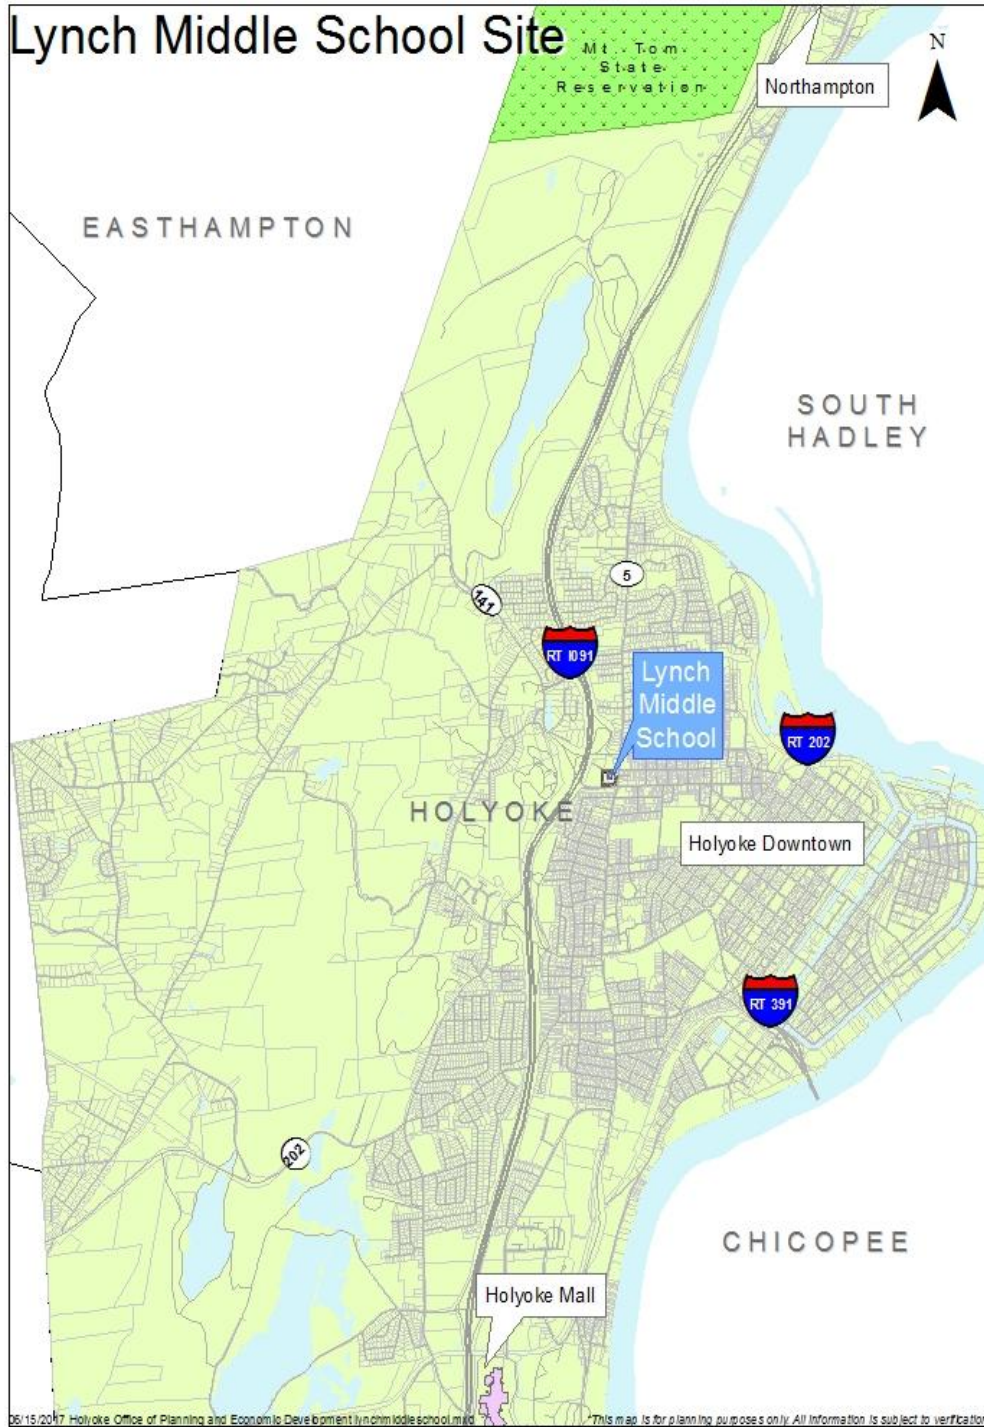 Lynch Middle School Site
Mt. Tom
State
Reservation
N
Northampton
EASTHAMPTON
SOUTH
HADLEY
5
141
RT I091
Lynch
Middle
School
RT 202
HOLYOKE
Holyoke Downtown
RT 391
202
CHICOPEE
Holyoke Mall
06/15/2017 Holyoke Office of Planning and Economic Development lynchmiddleschool.mxd
*This map is for planning purposes only. All information is subject to verification